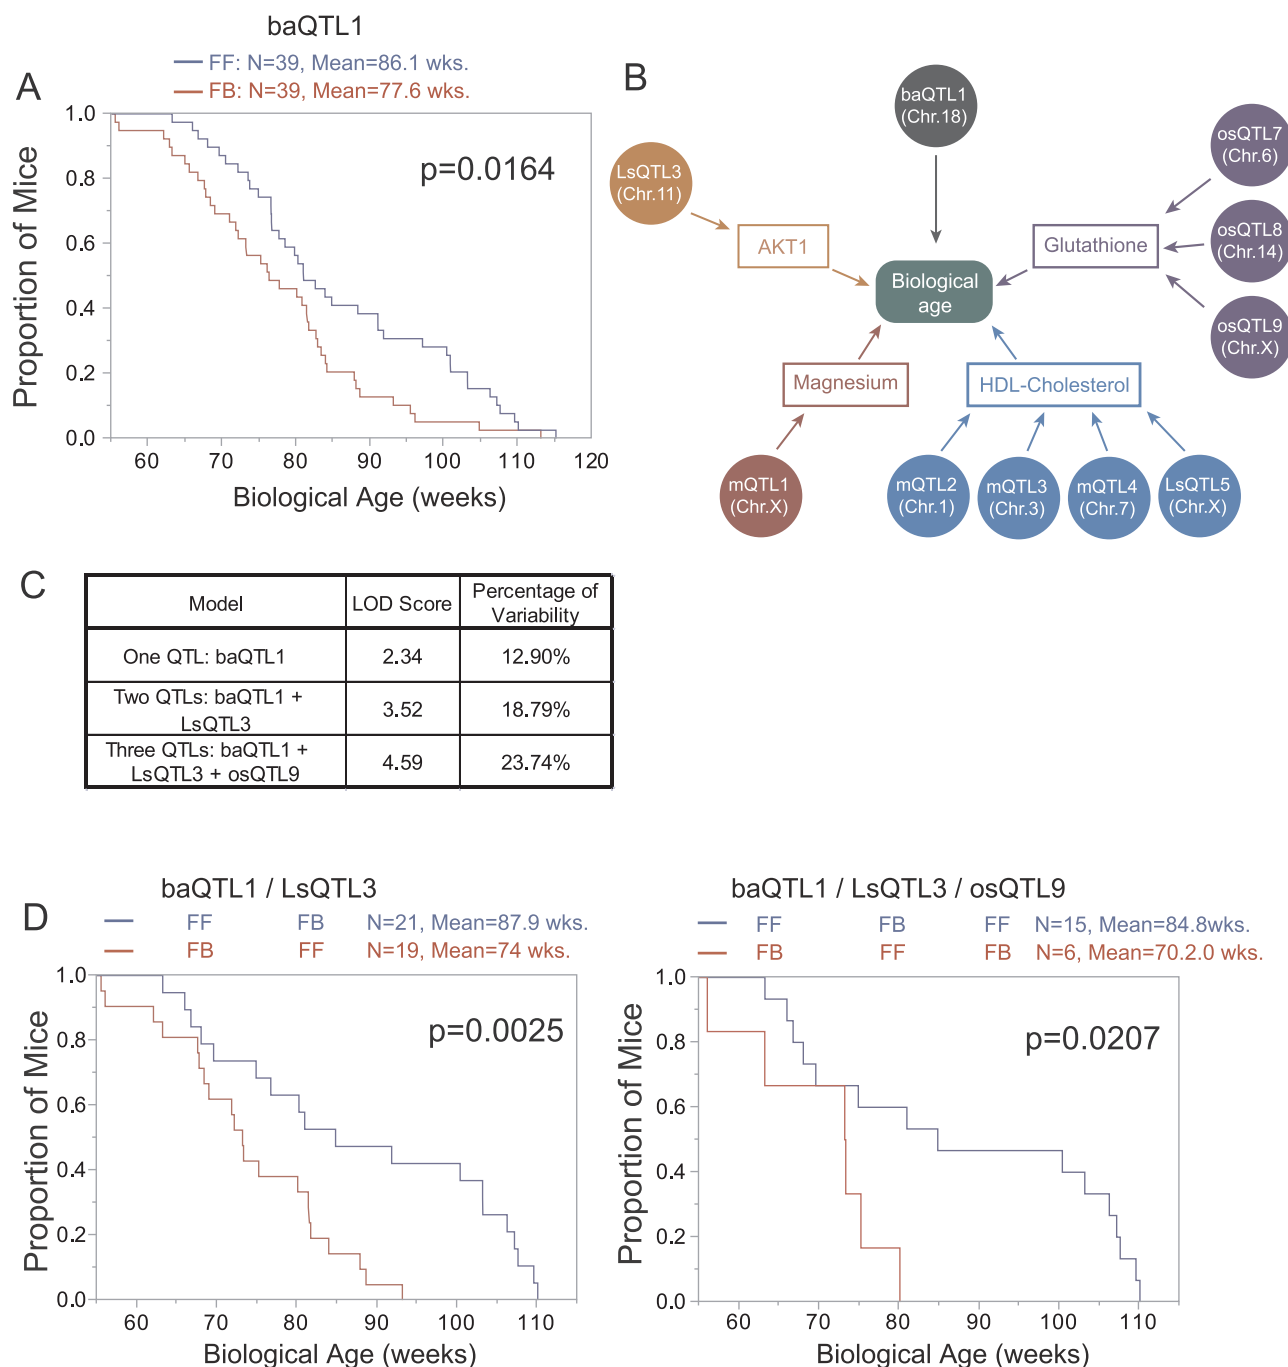 baQTL1
FF: N=39, Mean=86.1 wks.
FB: N=39, Mean=77.6 wks.
A
p=0.0164
Proportion of Mice
1.0
0.8
0.6
0.4
0.2
0.0
60 70 80 90 100 110 120
Biological Age (weeks)
B
baQTL1
(Chr.18)
LsQTL3
(Chr.11)
osQTL7
(Chr.6)
AKT1
Glutathione
osQTL8
(Chr.14)
Biological
age
osQTL9
(Chr.X)
Magnesium
HDL-Cholesterol
mQTL1
(Chr.X)
mQTL2
(Chr.1)
mQTL3
(Chr.3)
mQTL4
(Chr.7)
LsQTL5
(Chr.X)
C
Model LOD Score Percentage of
Variability
One QTL: baQTL1 2.34 12.90%
Two QTLs: baQTL1 +
LsQTL3 3.52 18.79%
Three QTLs: baQTL1 +
LsQTL3 + osQTL9 4.59 23.74%
D
baQTL1 / LsQTL3
FF FB N=21, Mean=87.9 wks.
FB FF N=19, Mean=74 wks.
p=0.0025
Proportion of Mice
1.0
0.8
0.6
0.4
0.2
0.0
60 70 80 90 100 110
Biological Age (weeks)
baQTL1 / LsQTL3 / osQTL9
FF FB FF N=15, Mean=84.8wks.
FB FF FB N=6, Mean=70.2.0 wks.
p=0.0207
Proportion of Mice
1.0
0.8
0.6
0.4
0.2
0.0
60 70 80 90 100 110
Biological Age (weeks)